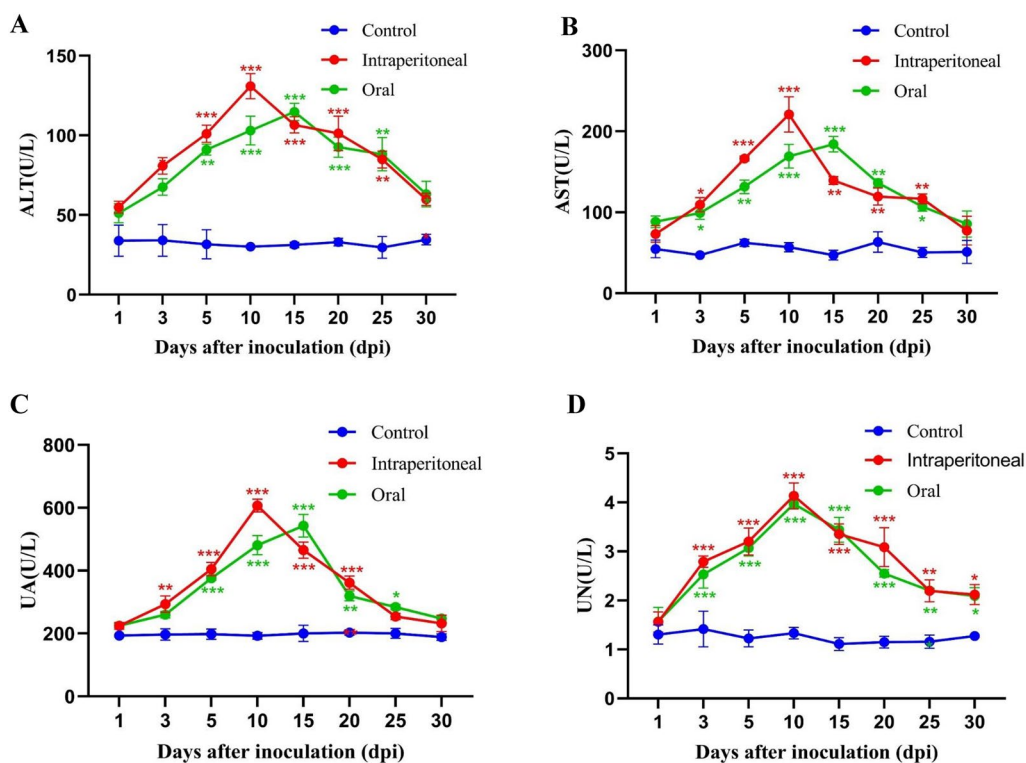 A
Control
Intraperitoneal
Oral
150
100
50
0
ALT(U/L)
***
***
***
***
**
**
***
***
***
**
1 3 5 10 15 20 25 30
Days after inoculation (dpi)
B
Control
Intraperitoneal
Oral
300
200
100
0
AST(U/L)
***
***
***
*
**
**
*
**
***
**
**
*
1 3 5 10 15 20 25 30
Days after inoculation (dpi)
C
Control
Intraperitoneal
Oral
800
600
400
200
0
UA(U/L)
***
***
***
***
**
*
***
***
***
**
1 3 5 10 15 20 25 30
Days after inoculation (dpi)
D
Control
Intraperitoneal
Oral
5
4
3
2
1
0
UN(U/L)
***
***
***
***
***
**
*
***
***
***
***
***
**
*
1 3 5 10 15 20 25 30
Days after inoculation (dpi)